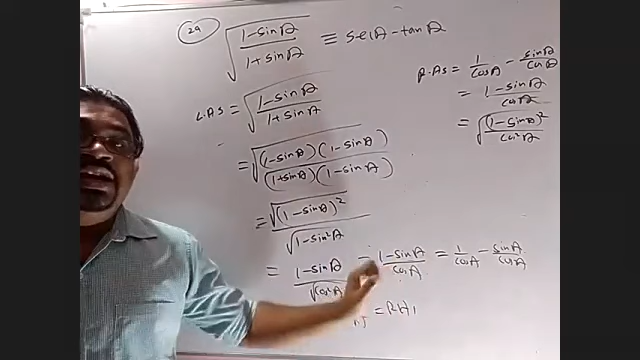 29
√(1-sinA / 1+sinA) ≡ secA - tanA
L.H.S = √(1-sinA / 1+sinA)
= √((1-sinA)(1-sinA) / (1+sinA)(1-sinA))
= √(1-sinA)² / √1-sin²A
= 1-sinA / √cos²A = 1-sinA / cosA = 1/cosA - sinA/cosA
R.H.S = 1/cosA - sinA/cosA
= 1-sinA / cosA
= √((1-sinA)² / cos²A)